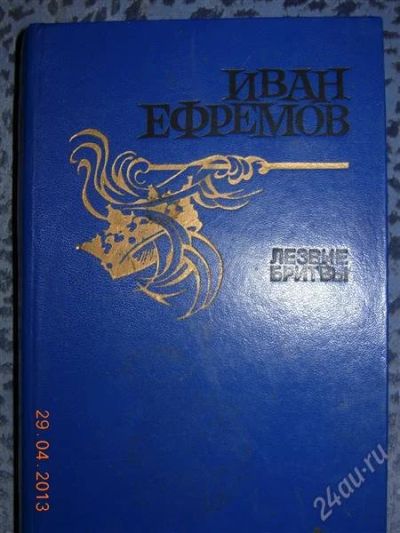 ИВАН
ЕФРЕМОВ
ЛЕЗВИЕ
БРИТВЫ
29.04.2013
24au.ru